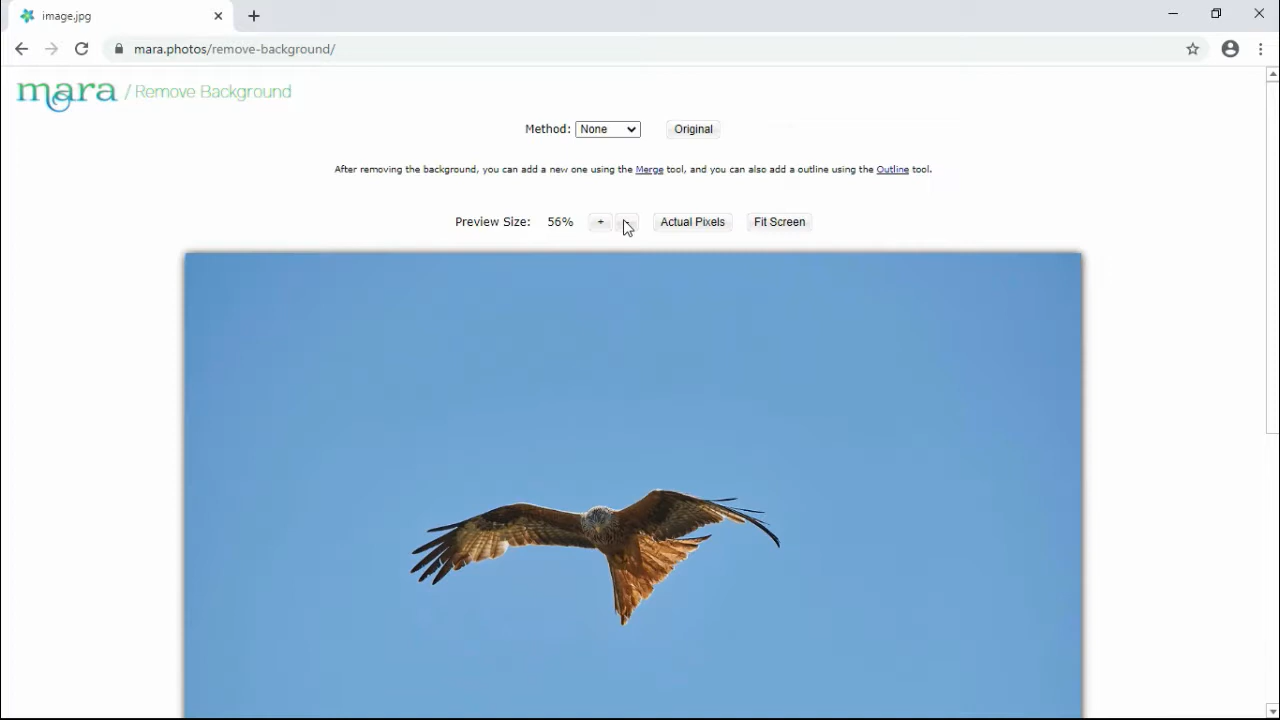 image.jpg
mara.photos/remove-background/
mara / Remove Background
Method: None Original
After removing the background, you can add a new one using the Merge tool, and you can also add a outline using the Outline tool.
Preview Size: 56% + Actual Pixels Fit Screen